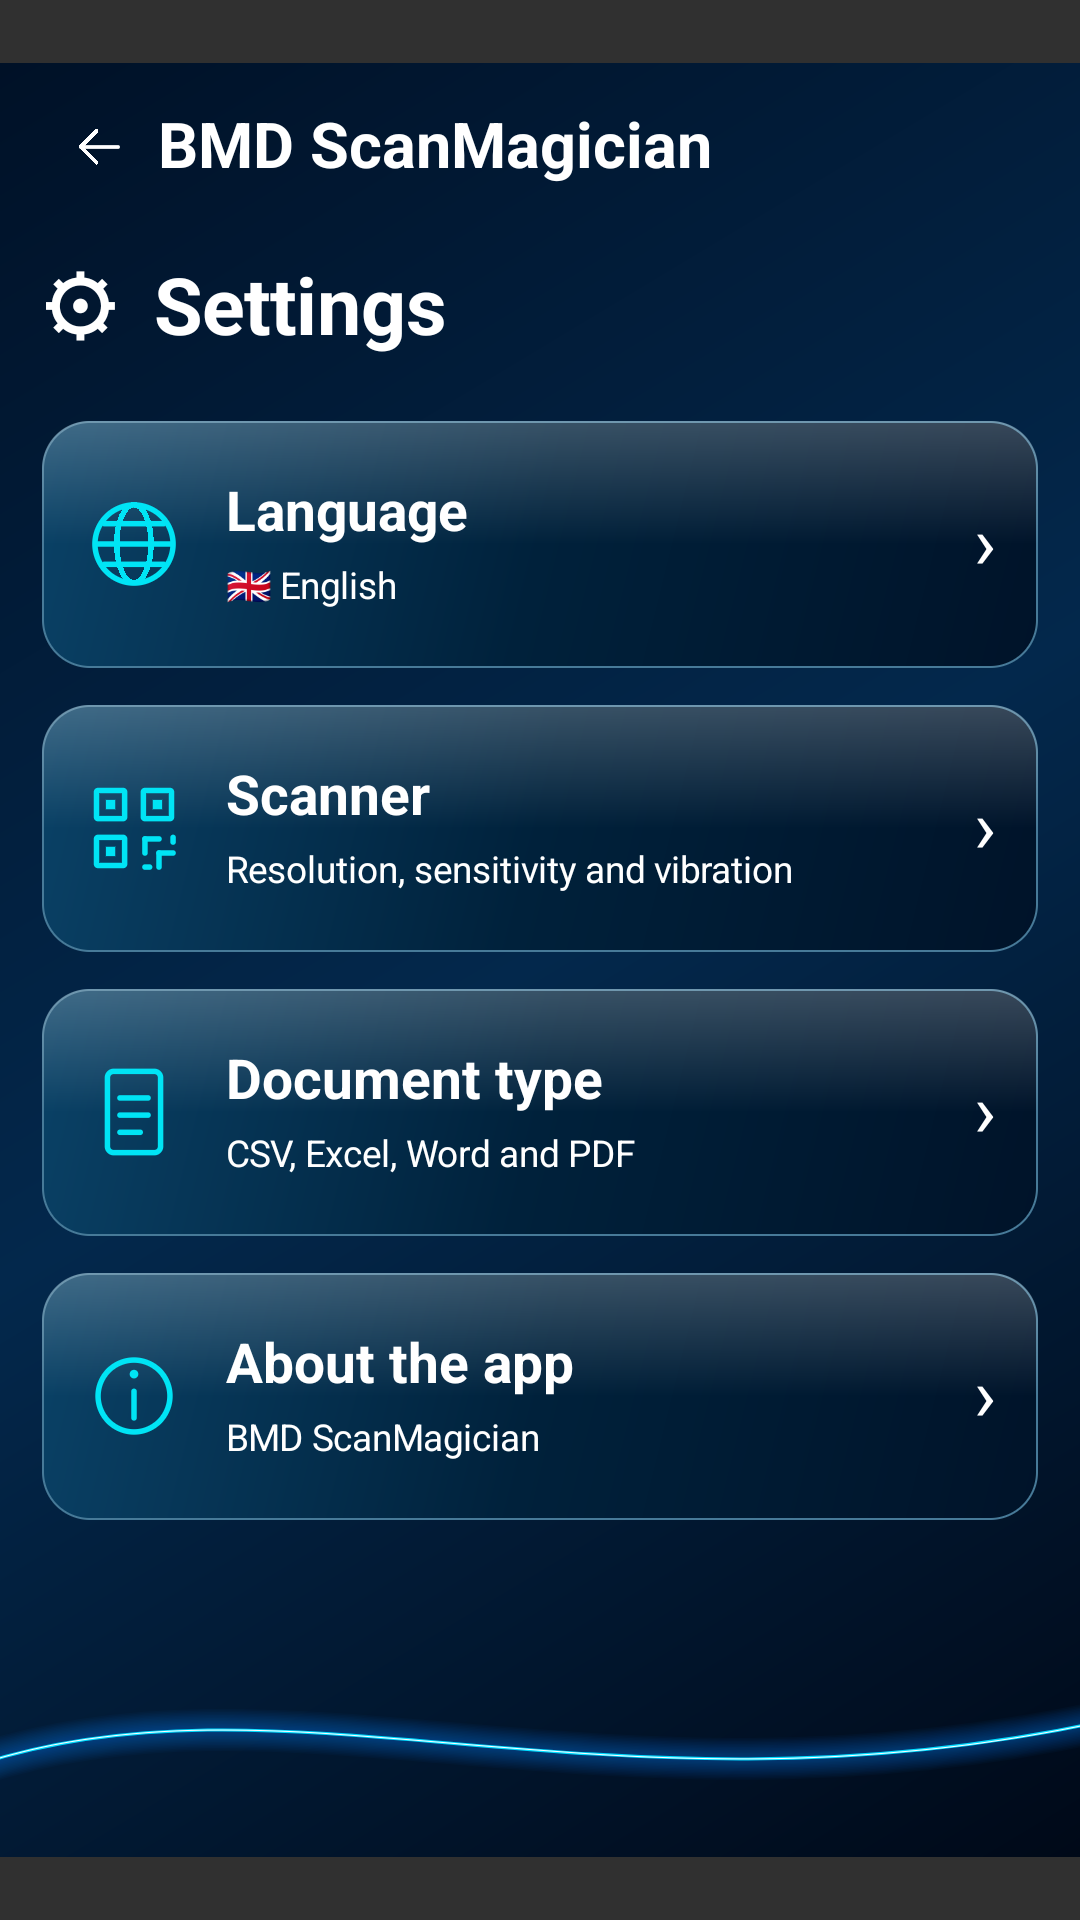 BMD ScanMagician
Settings
Language
🇬🇧 English
Scanner
Resolution, sensitivity and vibration
Document type
CSV, Excel, Word and PDF
About the app
BMD ScanMagician